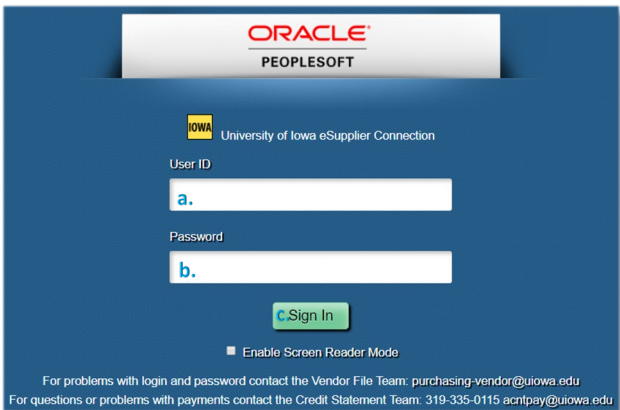 ORACLE®
PEOPLESOFT
IOWA
University of Iowa eSupplier Connection
User ID
a.
Password
b.
c.Sign In
Enable Screen Reader Mode
For problems with login and password contact the Vendor File Team: purchasing-vendor@uiowa.edu
For questions or problems with payments contact the Credit Statement Team: 319-335-0115 acntpay@uiowa.edu